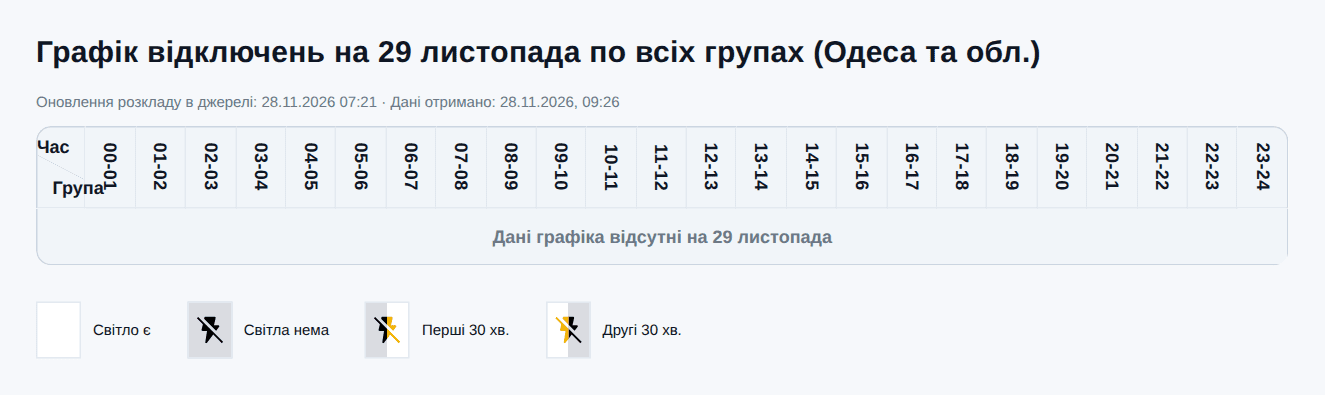 Графік відключень на 29 листопада по всіх групах (Одеса та обл.)
Оновлення розкладу в джерелі: 28.11.2026 07:21 · Дані отримано: 28.11.2026, 09:26
Час
Група
00-01 01-02 02-03 03-04 04-05 05-06 06-07 07-08 08-09 09-10 10-11 11-12 12-13 13-14 14-15 15-16 16-17 17-18 18-19 19-20 20-21 21-22 22-23 23-24
Дані графіка відсутні на 29 листопада
Світло є Світла нема Перші 30 хв. Другі 30 хв.